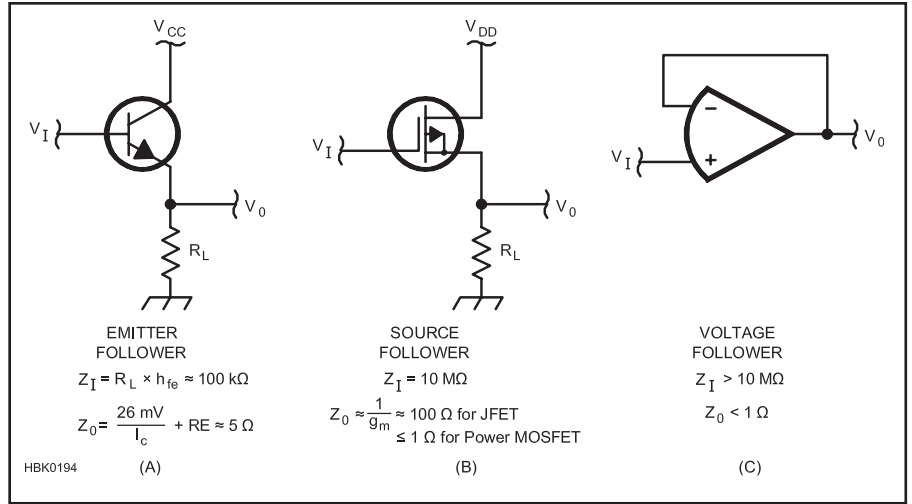 V_CC
V_I
V_0
R_L
EMITTER
FOLLOWER
Z_I = R_L × h_fe ≈ 100 kΩ
Z_0 = 26 mV / I_c + RE ≈ 5 Ω
HBK0194
(A)
V_DD
V_I
V_0
R_L
SOURCE
FOLLOWER
Z_I = 10 MΩ
Z_0 ≈ 1 / g_m ≈ 100 Ω for JFET
≤ 1 Ω for Power MOSFET
(B)
−
+
V_I
V_0
VOLTAGE
FOLLOWER
Z_I > 10 MΩ
Z_0 < 1 Ω
(C)